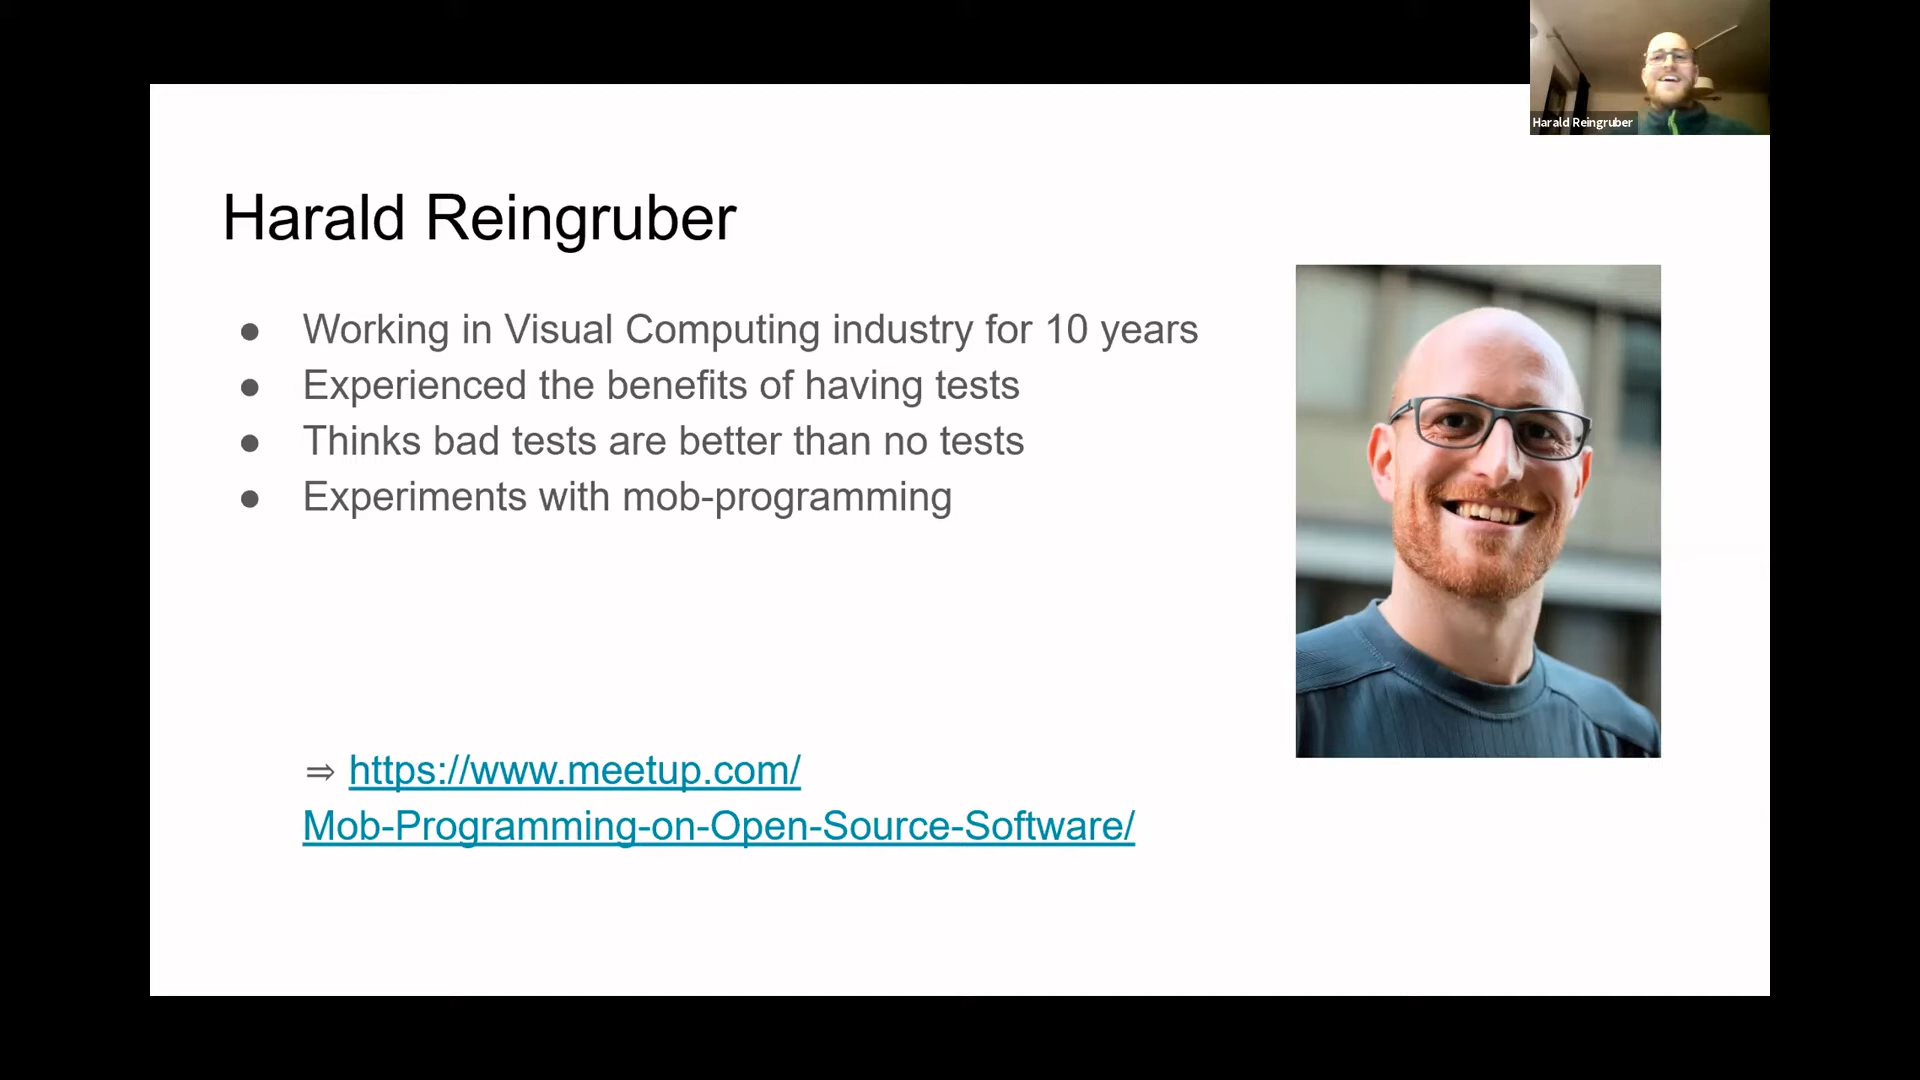 Harald Reingruber
Harald Reingruber
● Working in Visual Computing industry for 10 years
● Experienced the benefits of having tests
● Thinks bad tests are better than no tests
● Experiments with mob-programming
⇒ https://www.meetup.com/
Mob-Programming-on-Open-Source-Software/